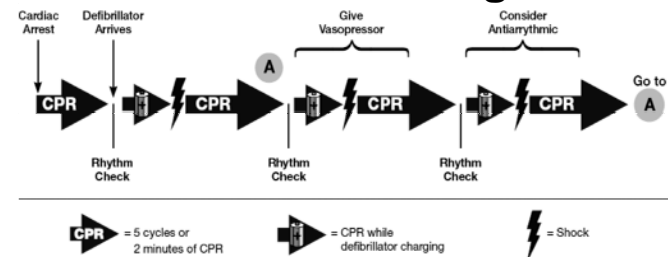 Cardiac
Arrest
Defibrillator
Arrives
Give
Vasopressor
Consider
Antiarrythmic
A
Go to
A
CPR
CPR
CPR
CPR
Rhythm
Check
Rhythm
Check
Rhythm
Check
CPR
= 5 cycles or
2 minutes of CPR
= CPR while
defibrillator charging
= Shock